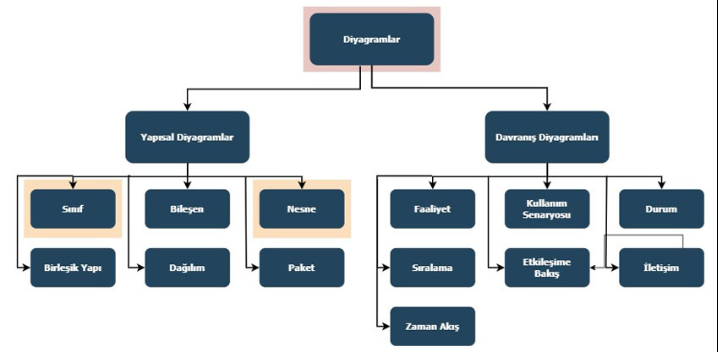 Diyagramlar
Yapısal Diyagramlar
Davranış Diyagramları
Sınıf
Bileşen
Nesne
Faaliyet
Kullanım
Senaryosu
Durum
Birleşik Yapı
Dağılım
Paket
Sıralama
Etkileşime
Bakış
İletişim
Zaman Akış